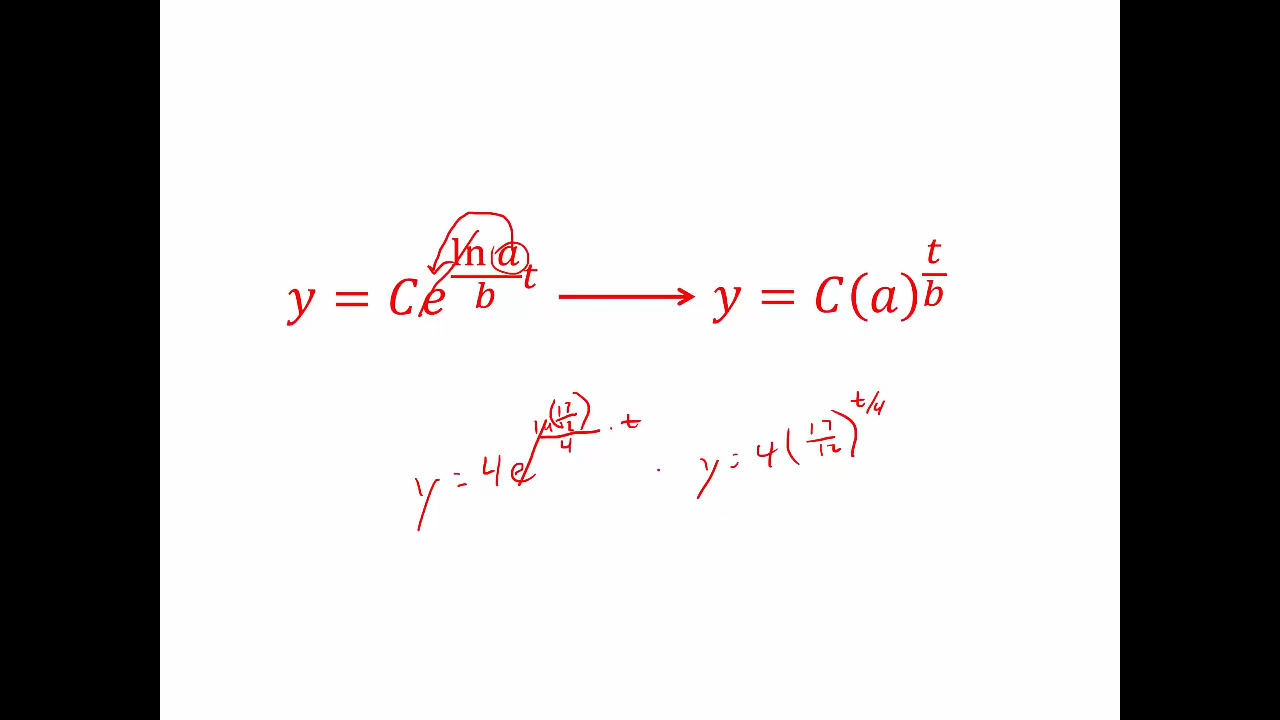 y = Ce^(ln a/b)t → y = C(a)^(t/b)
y = 4e^(ln(17/12)/4) · t . y = 4(17/12)^(t/4)